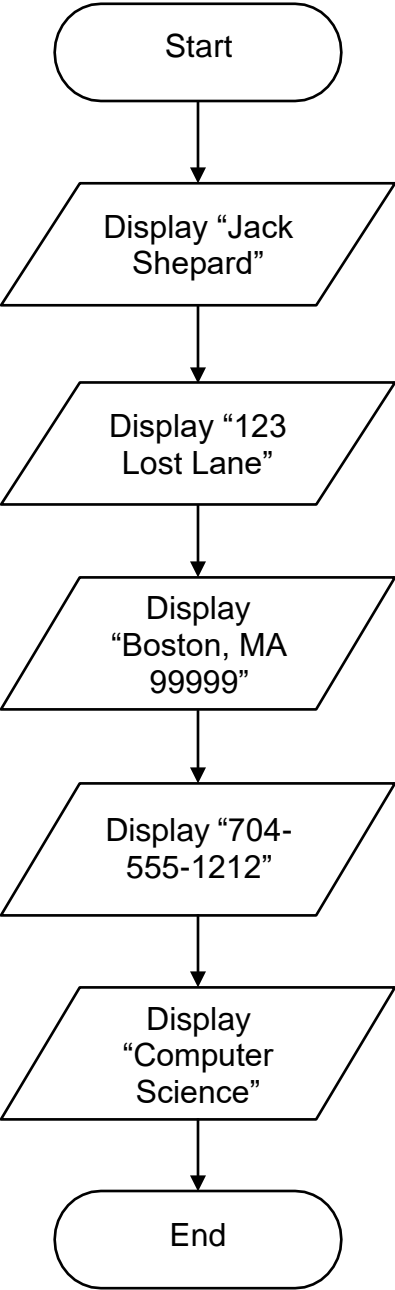 Start
Display “Jack
Shepard”
Display “123
Lost Lane”
Display
“Boston, MA
99999”
Display “704-
555-1212”
Display
“Computer
Science”
End